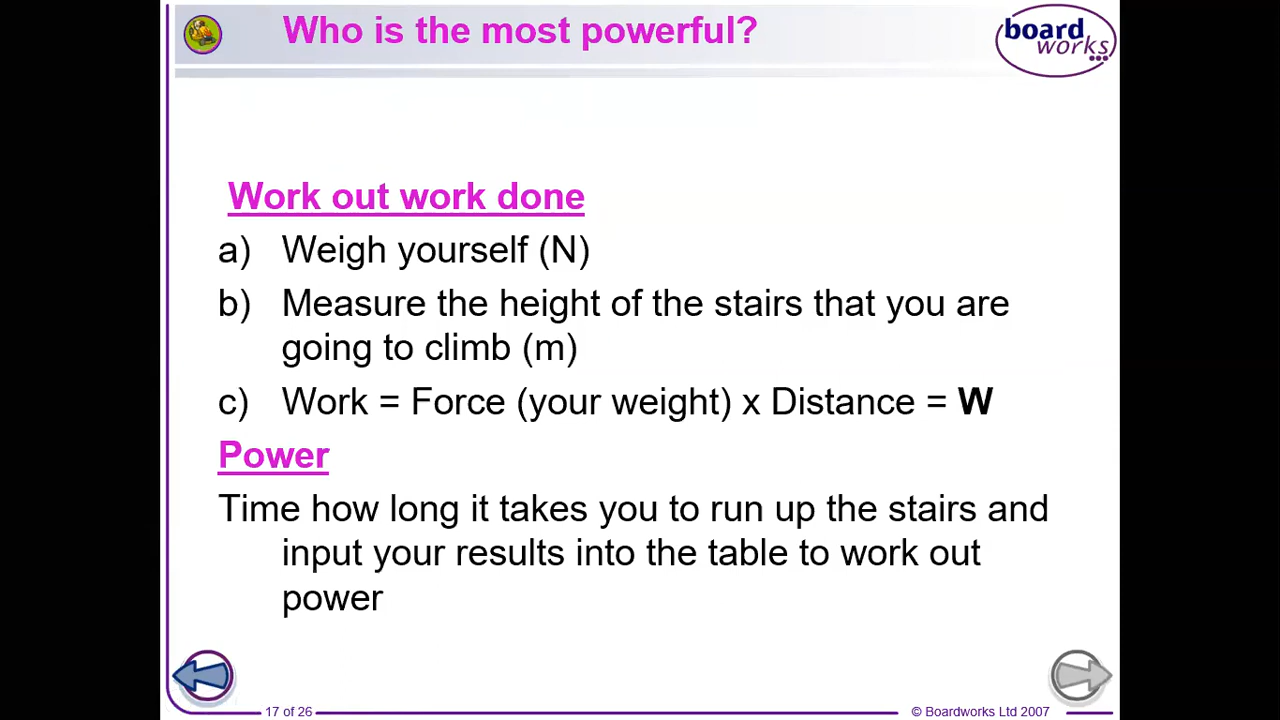 Who is the most powerful?
board
works
Work out work done
a) Weigh yourself (N)
b) Measure the height of the stairs that you are
going to climb (m)
c) Work = Force (your weight) x Distance = W
Power
Time how long it takes you to run up the stairs and
input your results into the table to work out
power
17 of 26
© Boardworks Ltd 2007